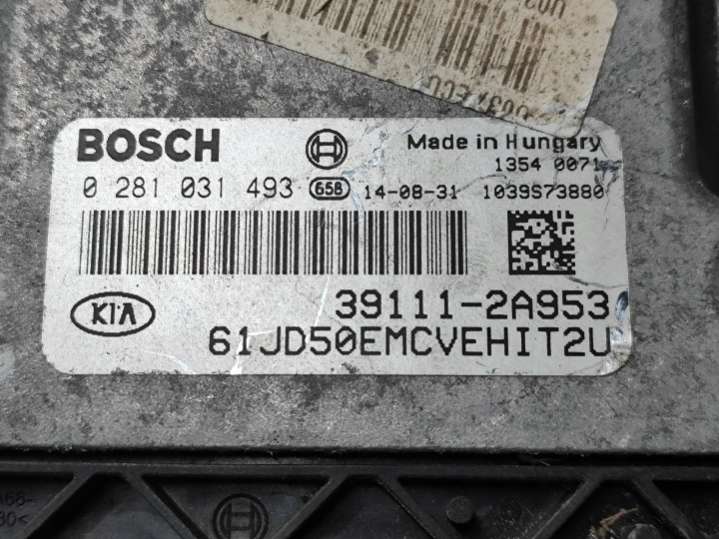 BOSCH Made in Hungary
1354 0071
0 281 031 493 658 14-08-31 1039S73880
39111-2A953
KIA
61JD50EMCVEHIT2U